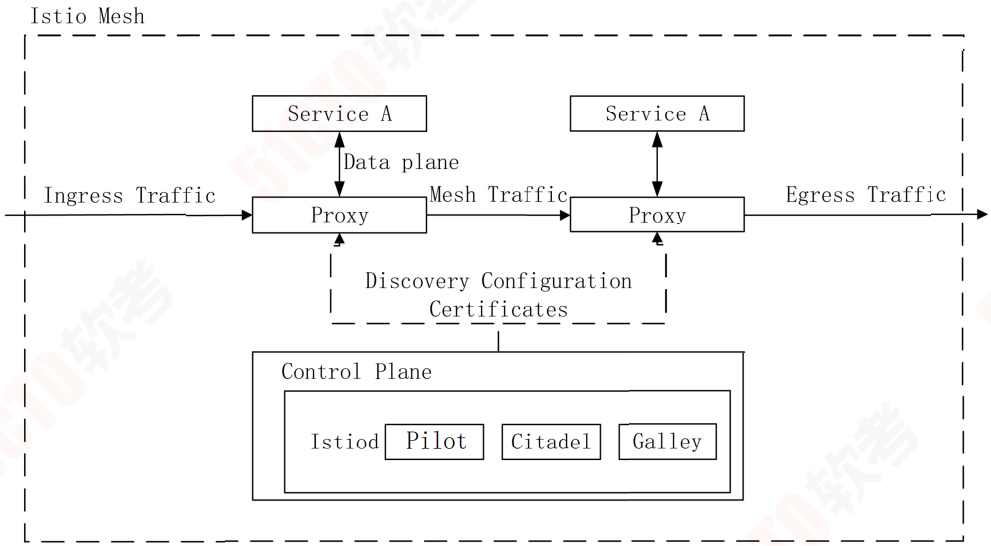 Istio Mesh
Service A
Service A
Data plane
Ingress Traffic
Mesh Traffic
Egress Traffic
Proxy
Proxy
Discovery Configuration
Certificates
Control Plane
Istiod
Pilot
Citadel
Galley
51CTO软考
51CTO软考
51CTO软考